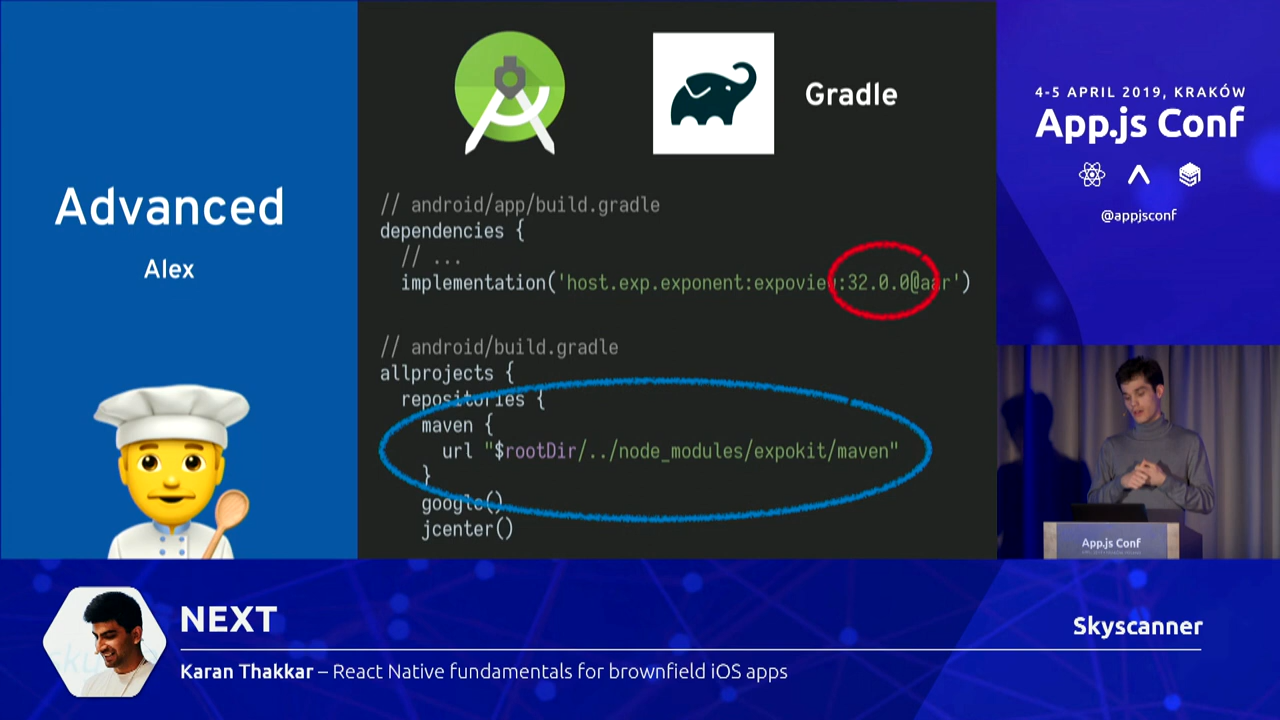 Advanced
Alex
Gradle
// android/app/build.gradle
dependencies {
// ...
implementation('host.exp.exponent:expoview:32.0.0@aar')
// android/build.gradle
allprojects {
repositories {
maven {
url "$rootDir/../node_modules/expokit/maven"
}
google()
jcenter()
4-5 APRIL 2019, KRAKÓW
App.js Conf
@appjsconf
App.js Conf
NEXT
Karan Thakkar – React Native fundamentals for brownfield iOS apps
Skyscanner